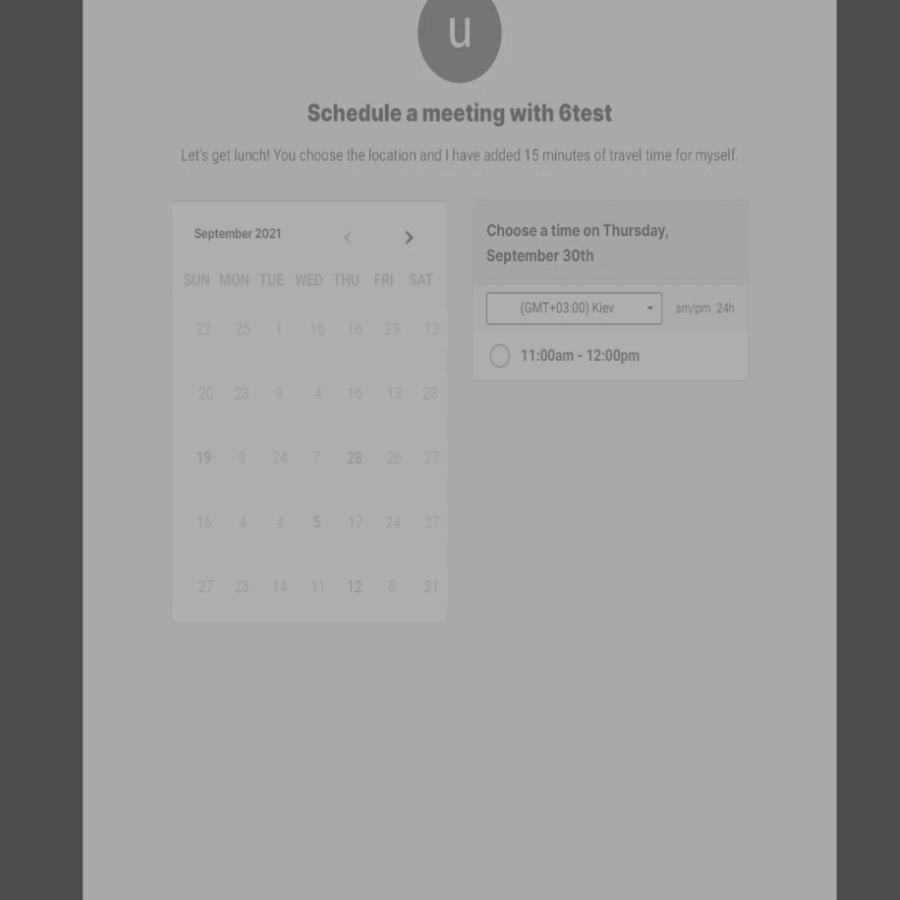 u
Schedule a meeting with 6test
Let's get lunch! You choose the location and I have added 15 minutes of travel time for myself.
September 2021
SUN MON TUE WED THU FRI SAT
22 25 1 16 16 29 13
20 23 9 4 16 13 23
19 9 24 7 28 26 27
16 4 4 5 17 24 27
27 23 14 11 12 8 31
Choose a time on Thursday,
September 30th
(GMT+03:00) Kiev am/pm 24h
11:00am - 12:00pm